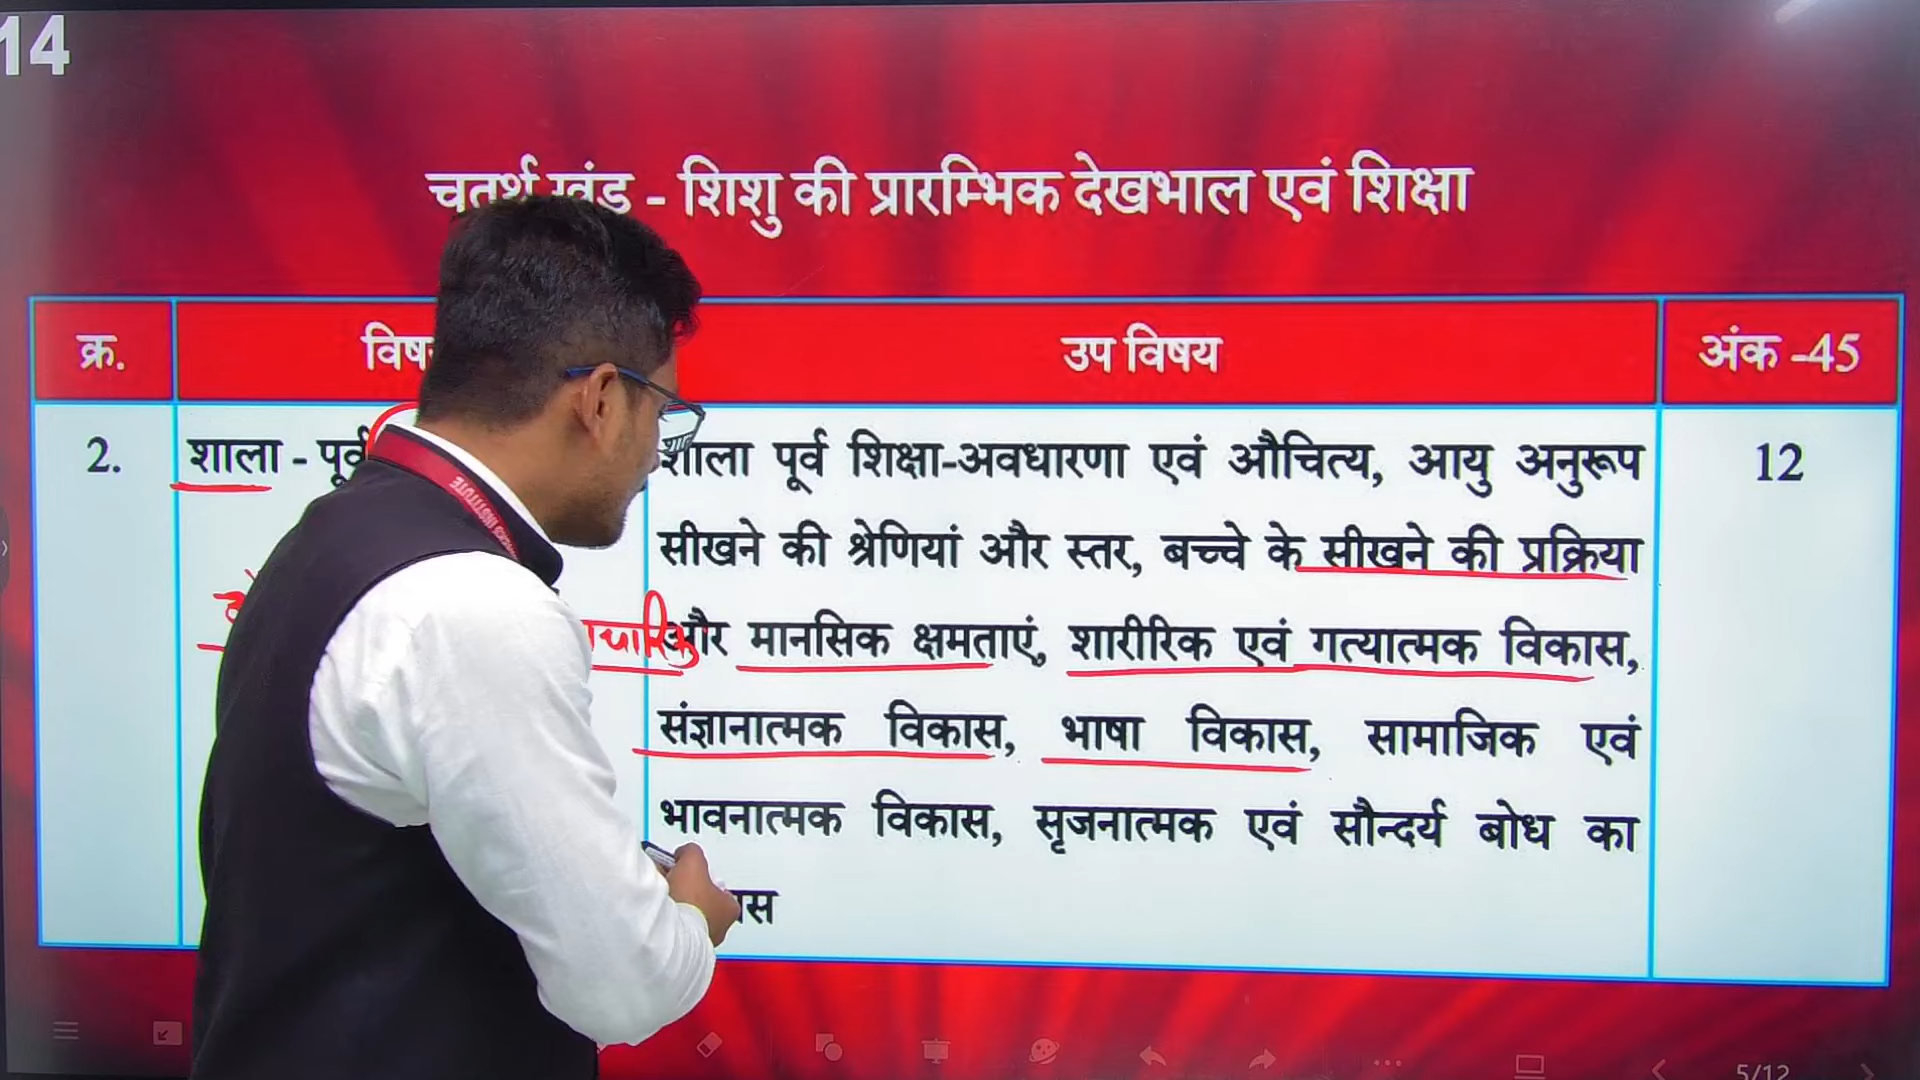 14
चतुर्थ खंड - शिशु की प्रारम्भिक देखभाल एवं शिक्षा
क्र.
उप विषय
अंक -45
2.
शाला - पूर्व
शाला पूर्व शिक्षा-अवधारणा एवं औचित्य, आयु अनुरूप
सीखने की श्रेणियां और स्तर, बच्चे के सीखने की प्रक्रिया
और मानसिक क्षमताएं, शारीरिक एवं गत्यात्मक विकास,
संज्ञानात्मक विकास, भाषा विकास, सामाजिक एवं
भावनात्मक विकास, सृजनात्मक एवं सौन्दर्य बोध का
12
INSTITUTE
5/12